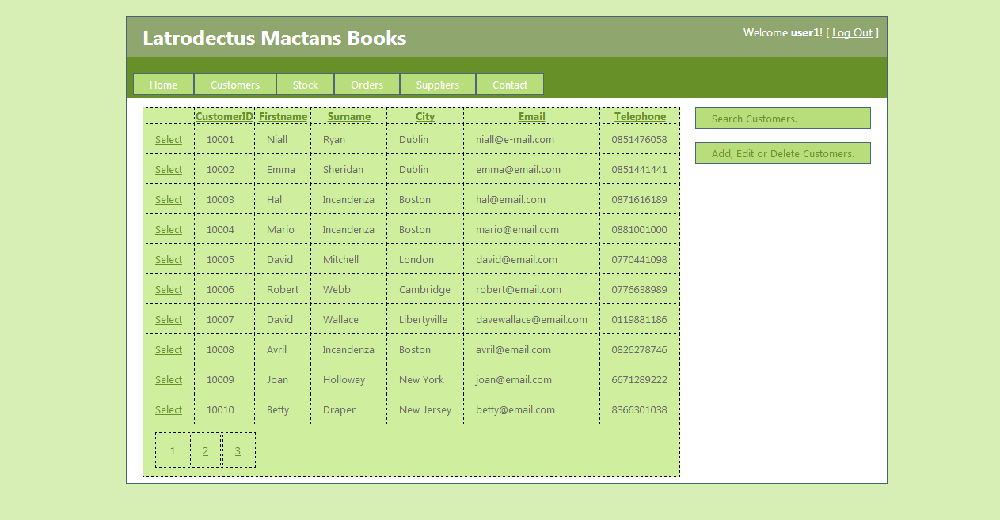 Latrodectus Mactans Books
Welcome user1! [ Log Out ]
Home Customers Stock Orders Suppliers Contact
CustomerID Firstname Surname City Email Telephone
Select 10001 Niall Ryan Dublin niall@e-mail.com 0851476058
Select 10002 Emma Sheridan Dublin emma@email.com 0851441441
Select 10003 Hal Incandenza Boston hal@email.com 0871616189
Select 10004 Mario Incandenza Boston mario@email.com 0881001000
Select 10005 David Mitchell London david@email.com 0770441098
Select 10006 Robert Webb Cambridge robert@email.com 0776638989
Select 10007 David Wallace Libertyville davewallace@email.com 0119881186
Select 10008 Avril Incandenza Boston avril@email.com 0826278746
Select 10009 Joan Holloway New York joan@email.com 6671289222
Select 10010 Betty Draper New Jersey betty@email.com 8366301038
1 2 3
Search Customers.
Add, Edit or Delete Customers.